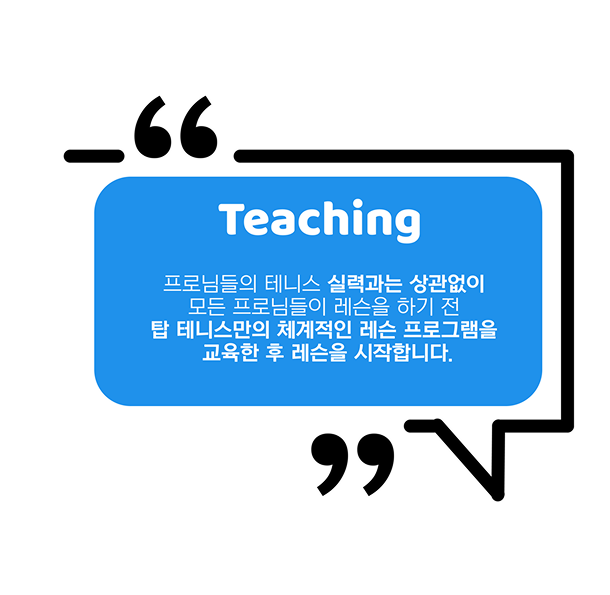 Teaching
프로님들의 테니스 실력과는 상관없이
모든 프로님들이 레슨을 하기 전
탑 테니스만의 체계적인 레슨 프로그램을
교육한 후 레슨을 시작합니다.